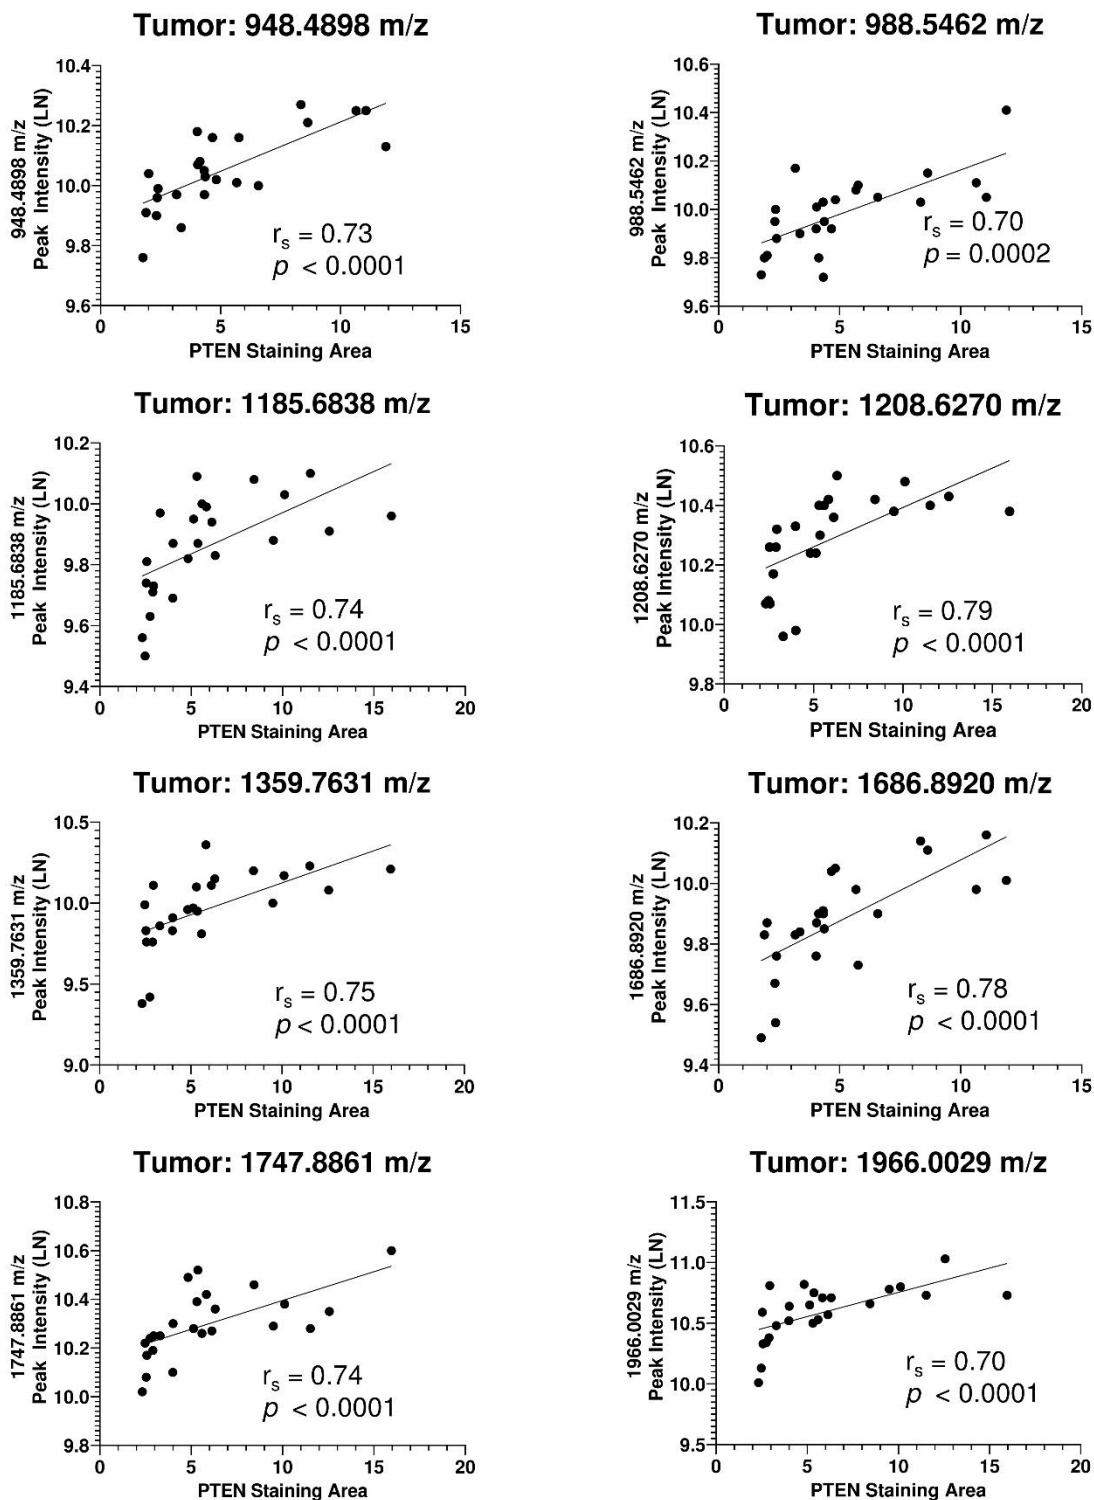 Tumor: 948.4898 m/z
948.4898 m/z
Peak Intensity (LN)
10.4
10.2
10.0
9.8
9.6
rs = 0.73
p < 0.0001
0 5 10 15
PTEN Staining Area
Tumor: 988.5462 m/z
988.5462 m/z
Peak Intensity (LN)
10.6
10.4
10.2
10.0
9.8
9.6
rs = 0.70
p = 0.0002
0 5 10 15
PTEN Staining Area
Tumor: 1185.6838 m/z
1185.6838 m/z
Peak Intensity (LN)
10.2
10.0
9.8
9.6
9.4
rs = 0.74
p < 0.0001
0 5 10 15 20
PTEN Staining Area
Tumor: 1208.6270 m/z
1208.6270 m/z
Peak Intensity (LN)
10.6
10.4
10.2
10.0
9.8
rs = 0.79
p < 0.0001
0 5 10 15 20
PTEN Staining Area
Tumor: 1359.7631 m/z
1359.7631 m/z
Peak Intensity (LN)
10.5
10.0
9.5
9.0
rs = 0.75
p < 0.0001
0 5 10 15 20
PTEN Staining Area
Tumor: 1686.8920 m/z
1686.8920 m/z
Peak Intensity (LN)
10.2
10.0
9.8
9.6
9.4
rs = 0.78
p < 0.0001
0 5 10 15
PTEN Staining Area
Tumor: 1747.8861 m/z
1747.8861 m/z
Peak Intensity (LN)
10.8
10.6
10.4
10.2
10.0
9.8
rs = 0.74
p < 0.0001
0 5 10 15 20
PTEN Staining Area
Tumor: 1966.0029 m/z
1966.0029 m/z
Peak Intensity (LN)
11.5
11.0
10.5
10.0
9.5
rs = 0.70
p < 0.0001
0 5 10 15 20
PTEN Staining Area